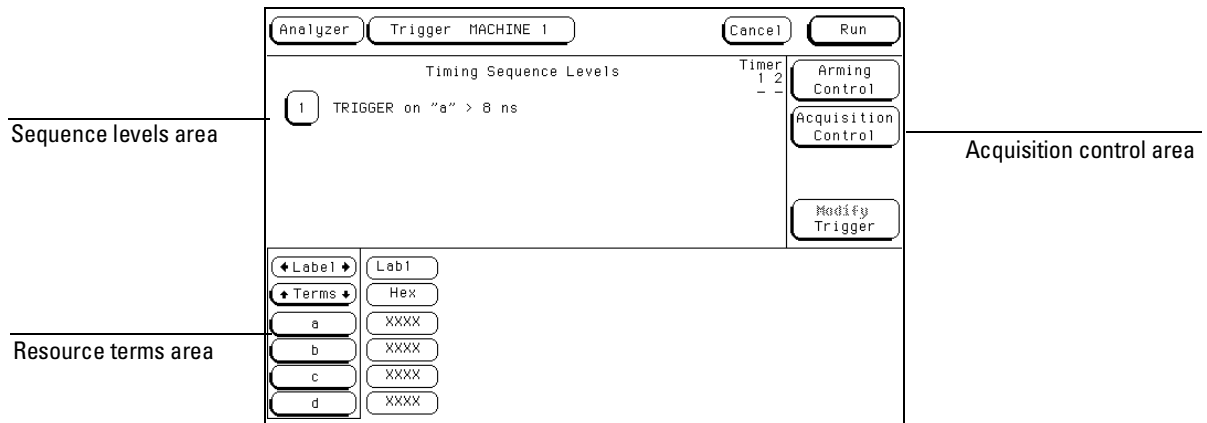 Analyzer Trigger MACHINE 1 Cancel Run
Timing Sequence Levels
Timer
1 2
- -
Arming
Control
1 TRIGGER on "a" > 8 ns
Acquisition
Control
Sequence levels area
Acquisition control area
Modify
Trigger
Label Lab1
Terms Hex
a XXXX
b XXXX
c XXXX
d XXXX
Resource terms area